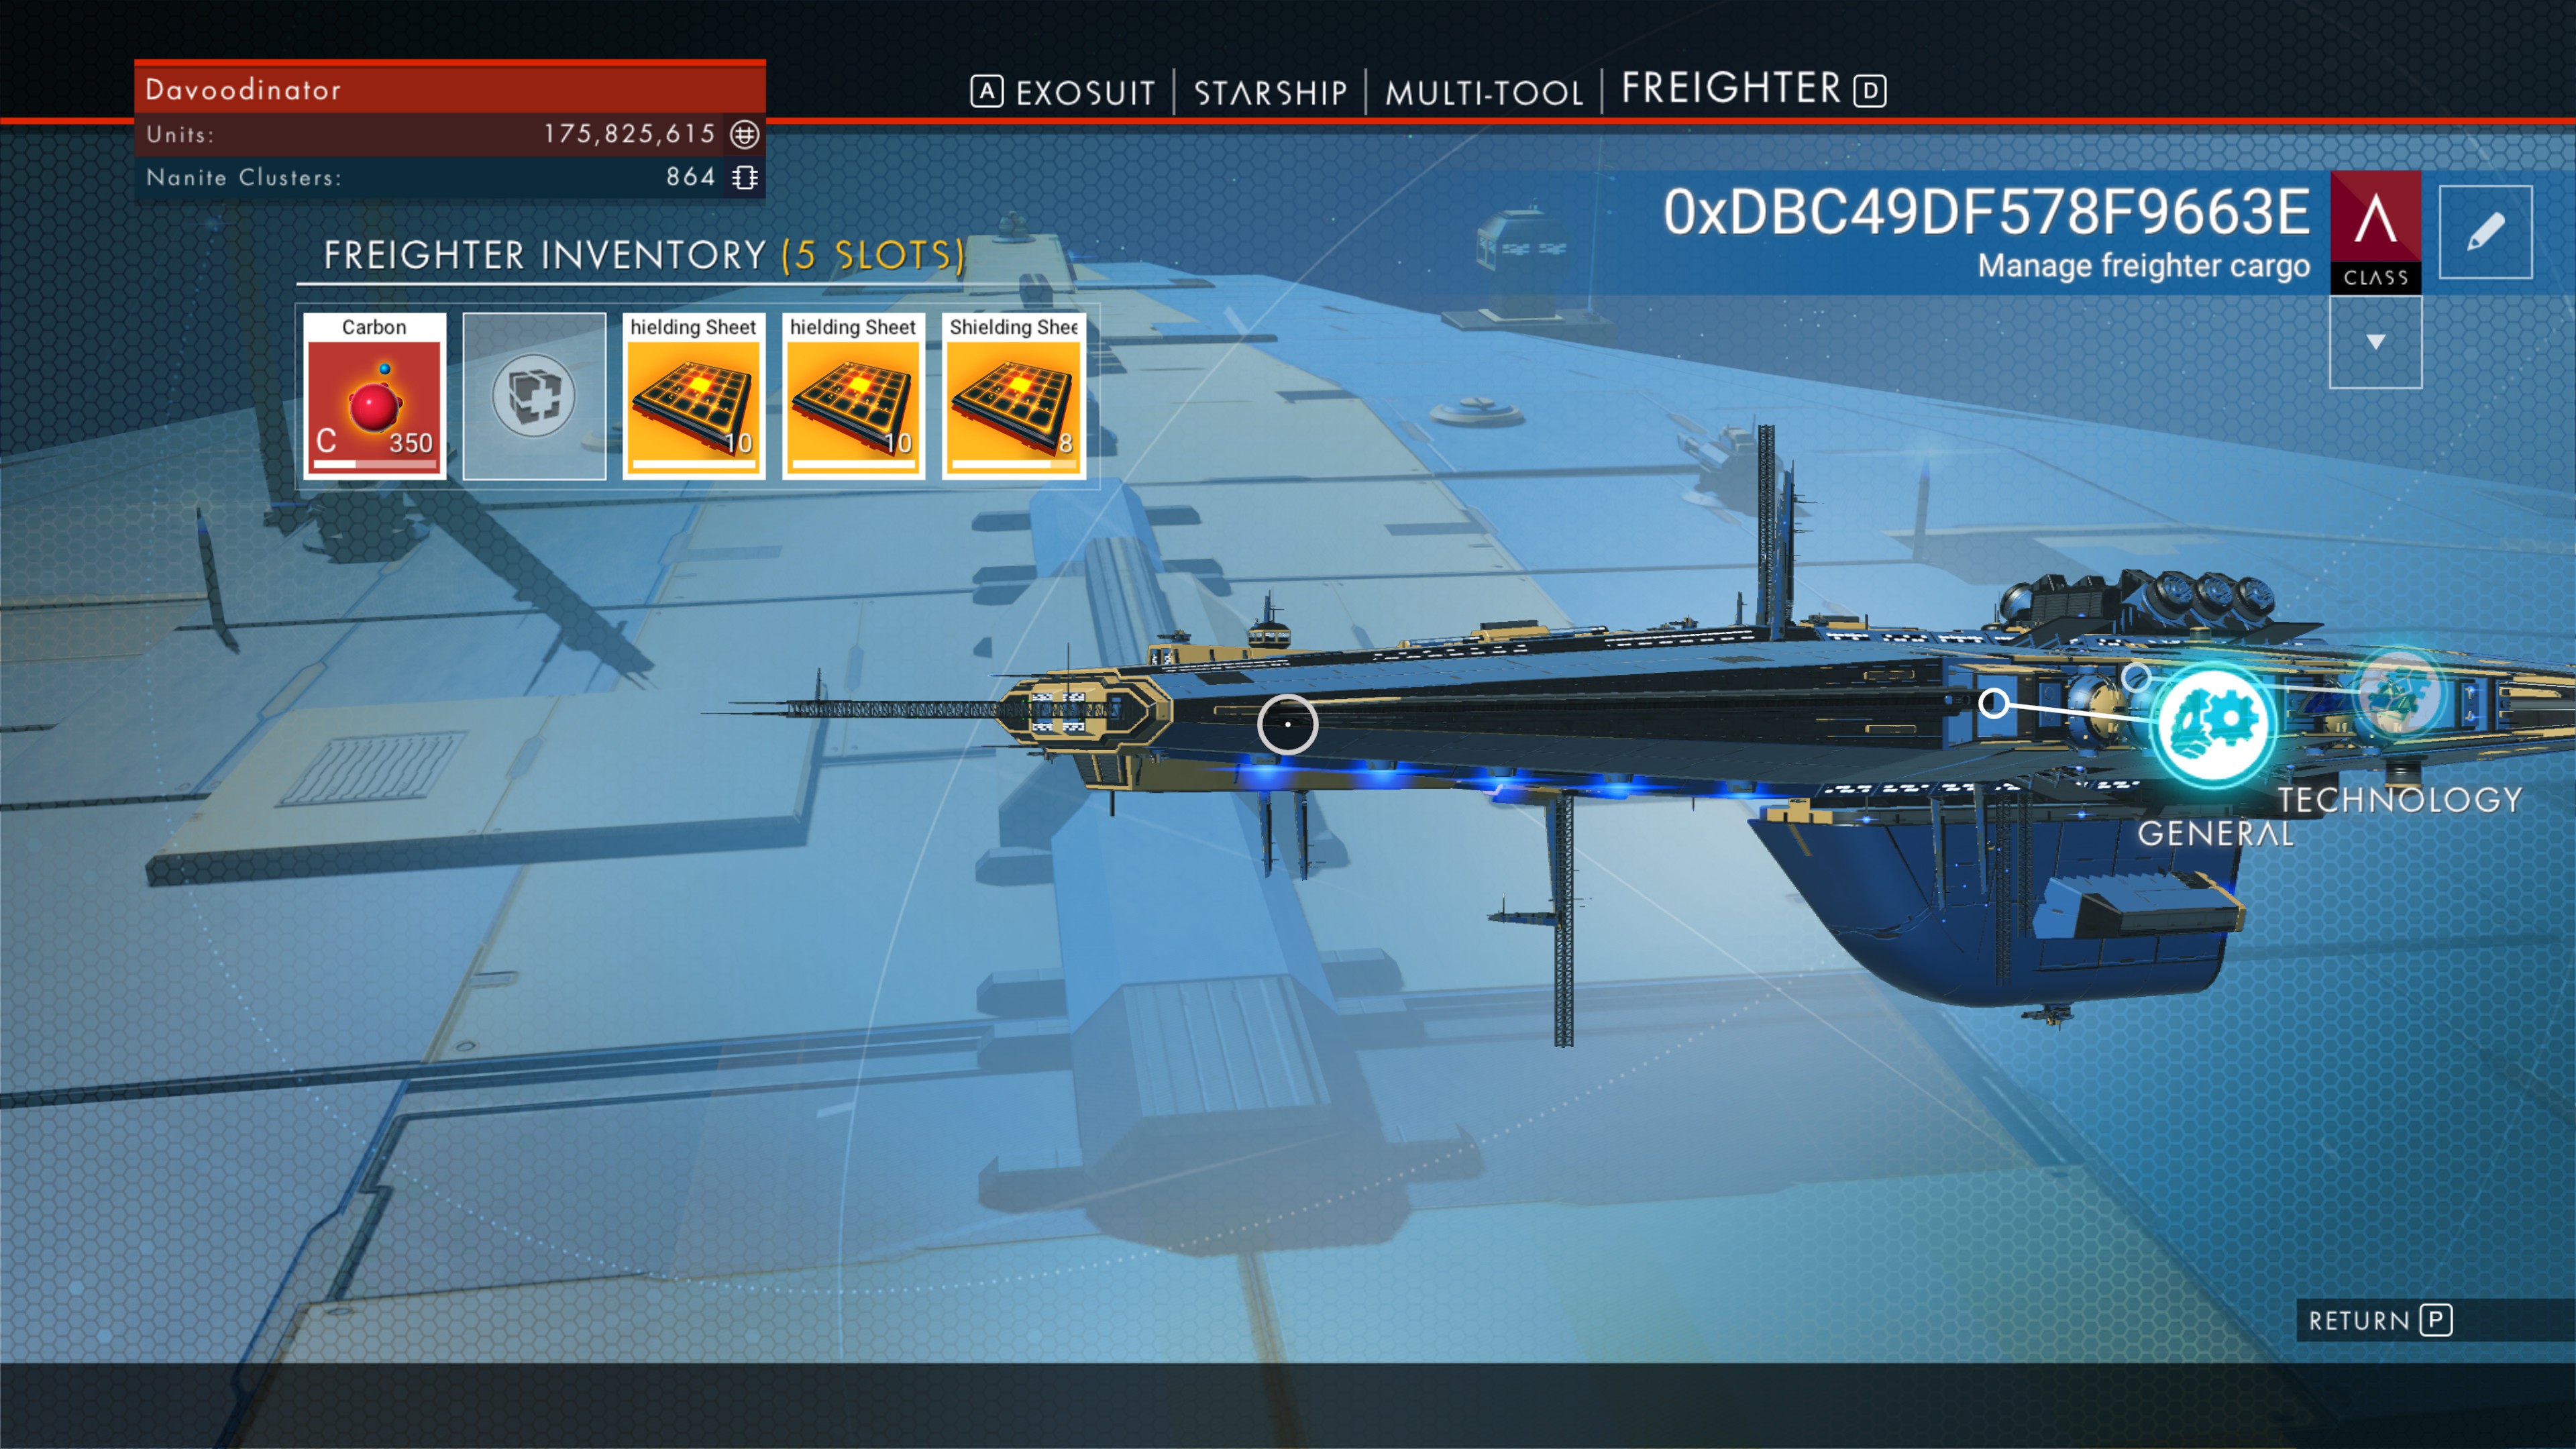 Davoodinator
Units: 175,825,615
Nanite Clusters: 864
A EXOSUIT STARSHIP MULTI-TOOL FREIGHTER D
0xDBC49DF578F9663E
Manage freighter cargo
CLASS
FREIGHTER INVENTORY (5 SLOTS)
Carbon
C 350
hielding Sheet
10
hielding Sheet
10
Shielding Shee
8
TECHNOLOGY
GENERAL
RETURN P